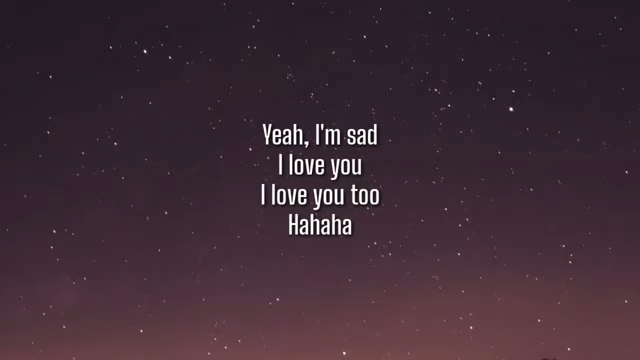 Yeah, I'm sad
I love you
I love you too
Hahaha